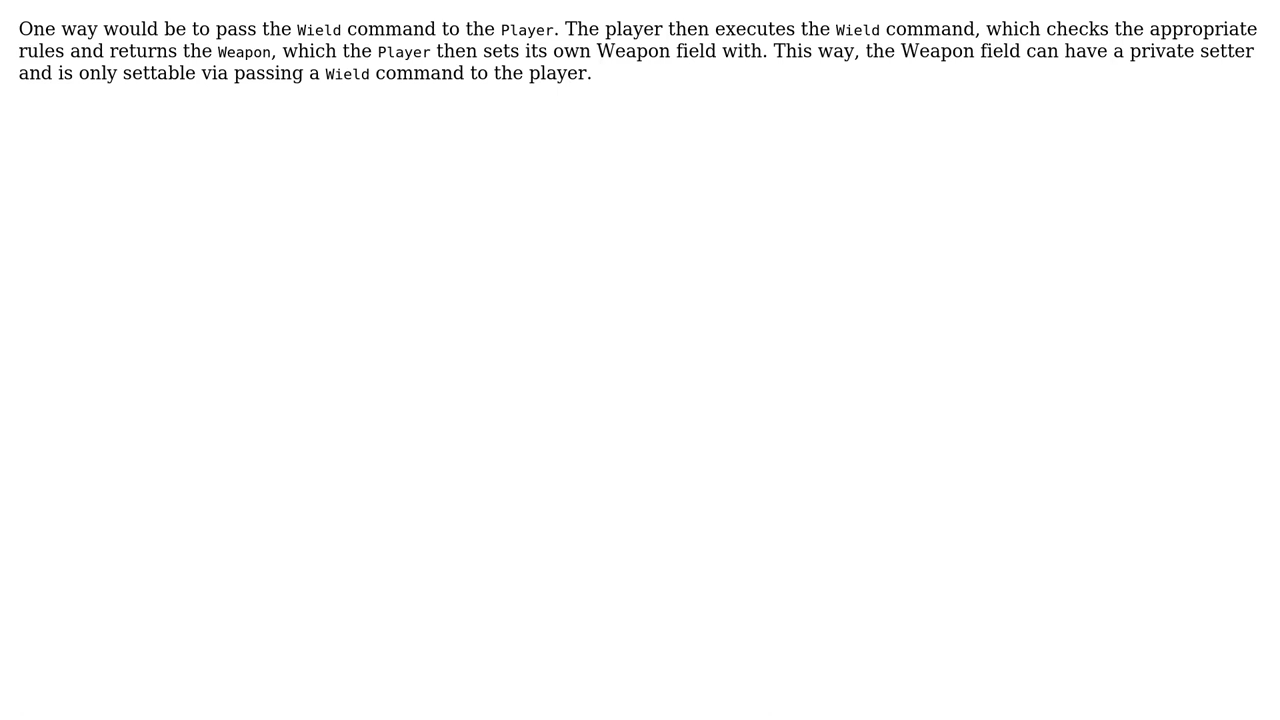 One way would be to pass the Wield command to the Player. The player then executes the Wield command, which checks the appropriate
rules and returns the Weapon, which the Player then sets its own Weapon field with. This way, the Weapon field can have a private setter
and is only settable via passing a Wield command to the player.